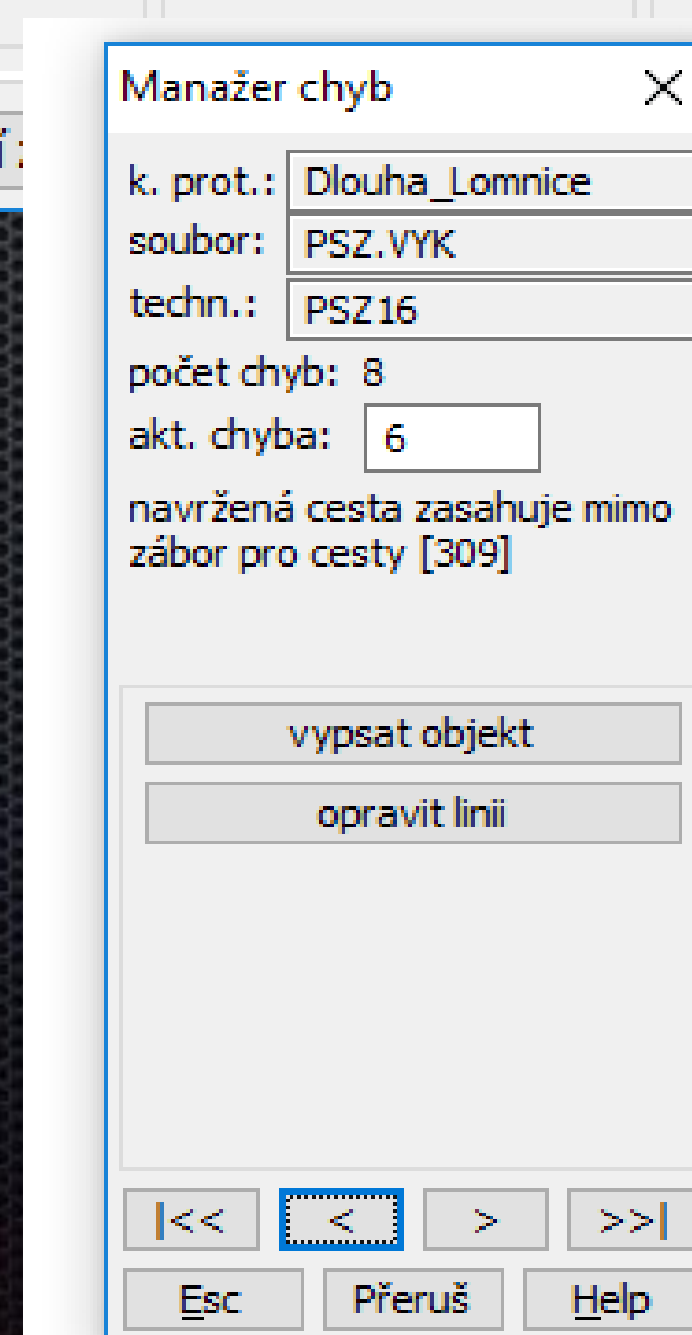 Manažer chyb
k. prot.: Dlouha_Lomnice
soubor: PSZ.VYK
techn.: PSZ16
počet chyb: 8
akt. chyba: 6
navržená cesta zasahuje mimo
zábor pro cesty [309]
vypsat objekt
opravit linii
|<< < > >>|
Esc Přeruš Help